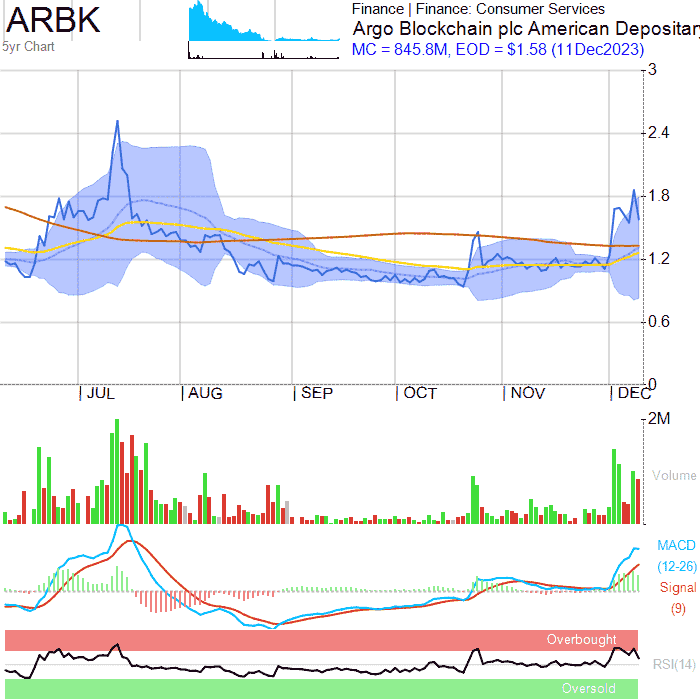 ARBK
5yr Chart
Finance | Finance: Consumer Services
Argo Blockchain plc American Depositary
MC = 845.8M, EOD = $1.58 (11Dec2023)
3
2.4
1.8
1.2
0.6
0
JUL AUG SEP OCT NOV DEC
2M
Volume
MACD
(12-26)
Signal
(9)
Overbought
RSI(14)
Oversold